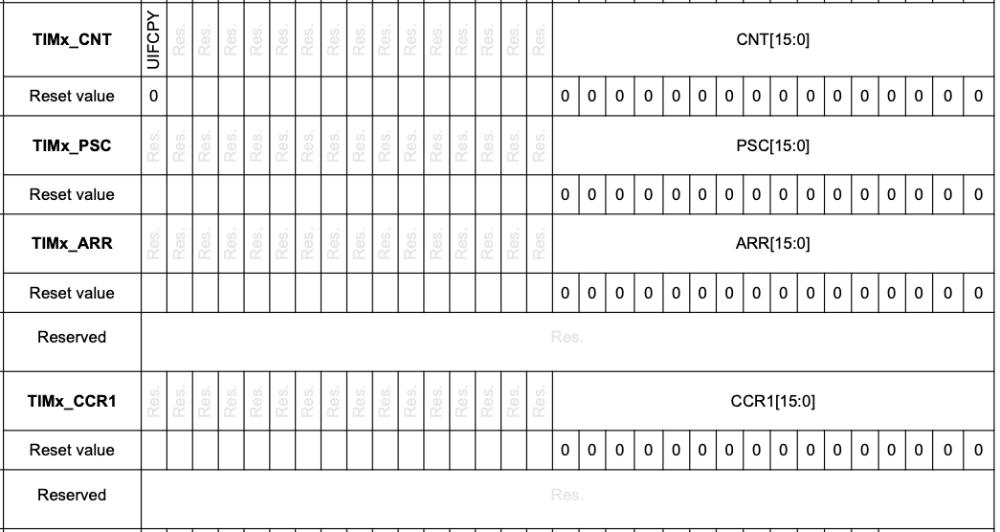 TIMx_CNT UIFCPY Res. Res. Res. Res. Res. Res. Res. Res. Res. Res. Res. Res. Res. Res. Res. CNT[15:0]
Reset value 0 0 0 0 0 0 0 0 0 0 0 0 0 0 0 0 0
TIMx_PSC Res. Res. Res. Res. Res. Res. Res. Res. Res. Res. Res. Res. Res. Res. Res. Res. PSC[15:0]
Reset value 0 0 0 0 0 0 0 0 0 0 0 0 0 0 0 0
TIMx_ARR Res. Res. Res. Res. Res. Res. Res. Res. Res. Res. Res. Res. Res. Res. Res. Res. ARR[15:0]
Reset value 0 0 0 0 0 0 0 0 0 0 0 0 0 0 0 0
Reserved Res.
TIMx_CCR1 Res. Res. Res. Res. Res. Res. Res. Res. Res. Res. Res. Res. Res. Res. Res. Res. CCR1[15:0]
Reset value 0 0 0 0 0 0 0 0 0 0 0 0 0 0 0 0
Reserved Res.